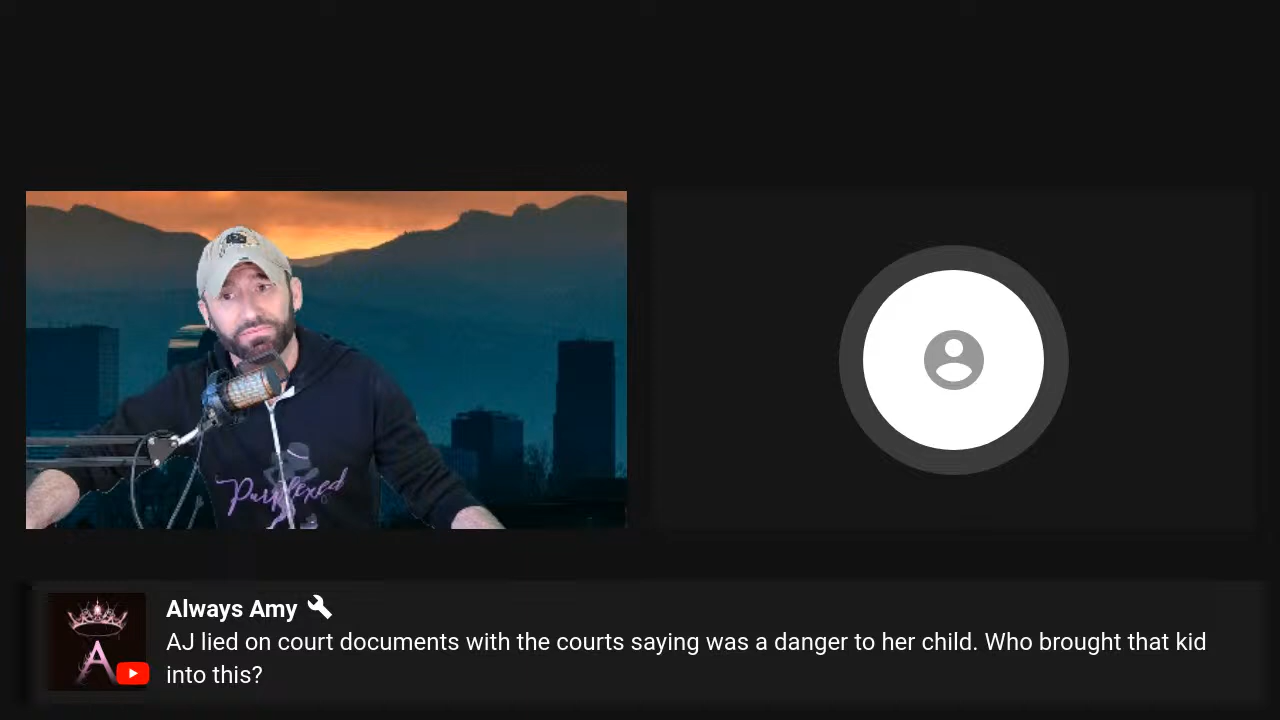 Purplexed
Always Amy
A
AJ lied on court documents with the courts saying was a danger to her child. Who brought that kid
into this?